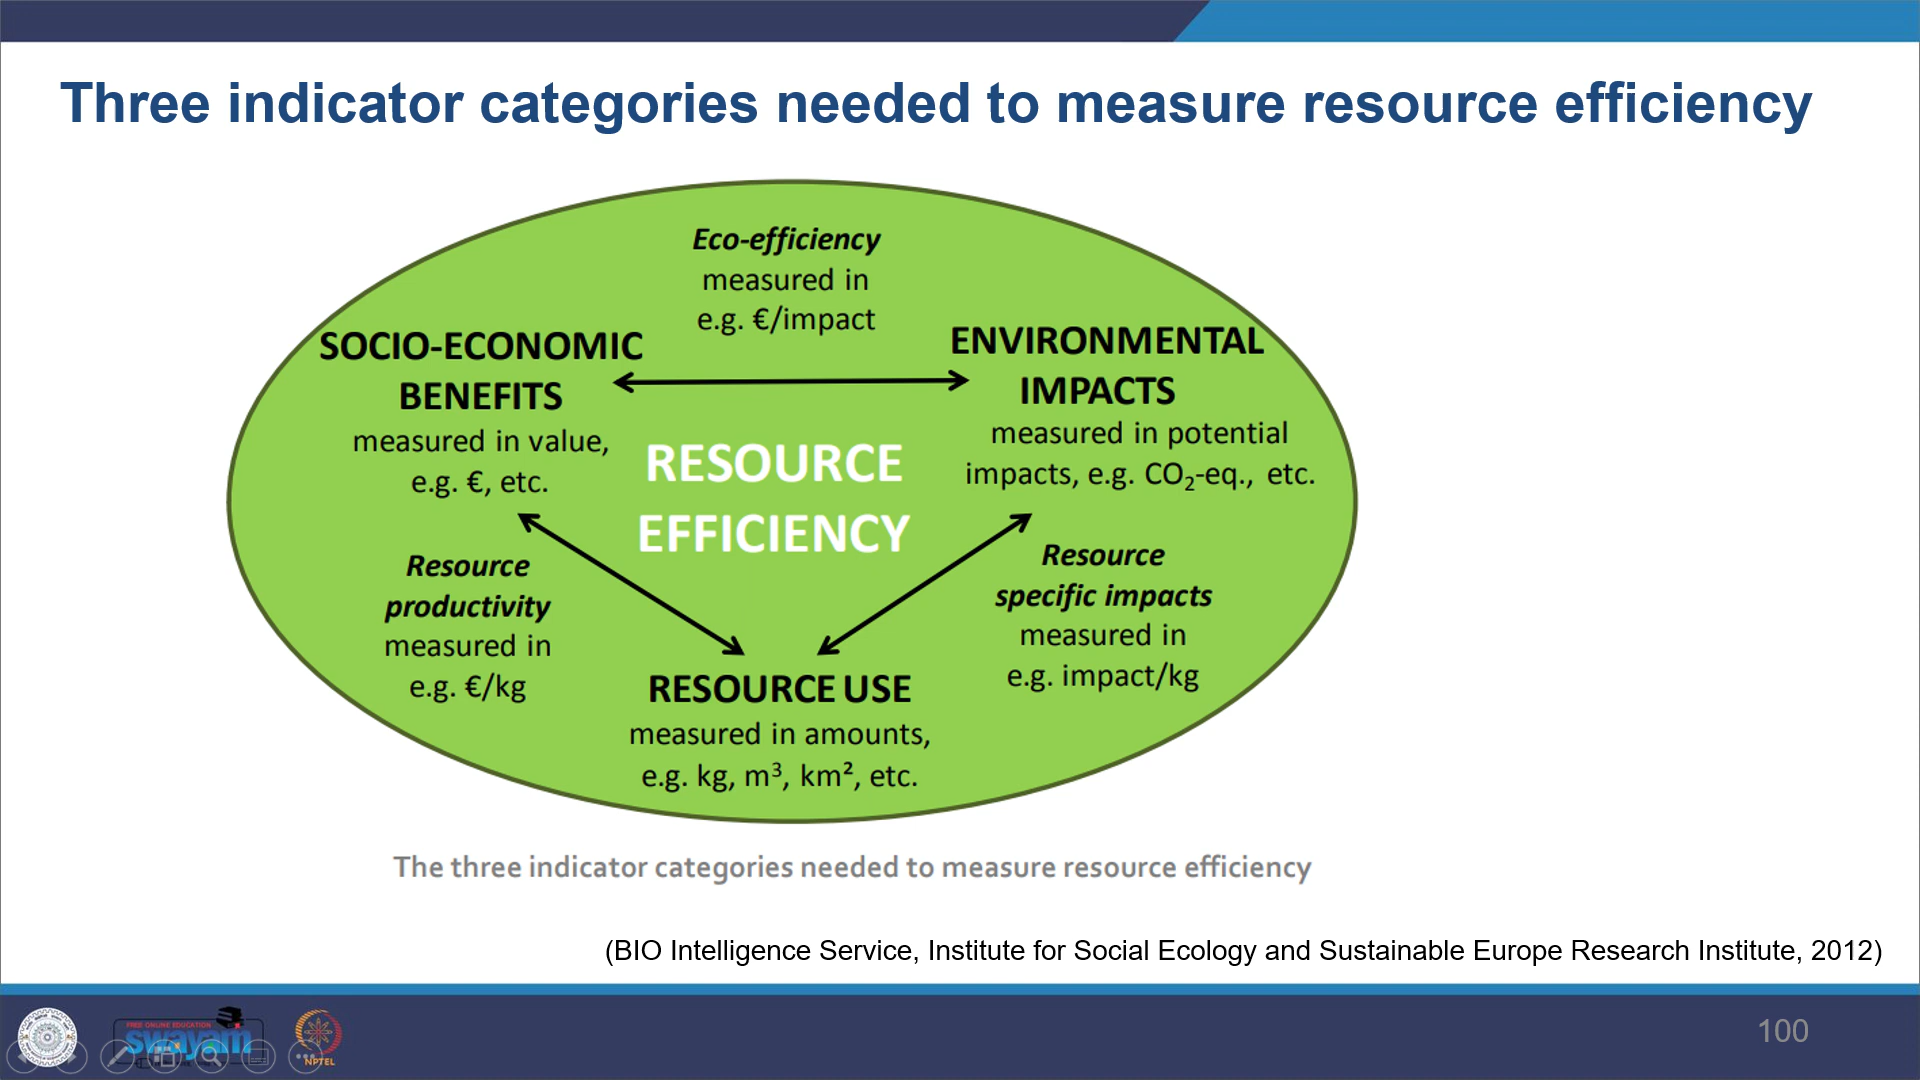 Three indicator categories needed to measure resource efficiency
Eco-efficiency
measured in
e.g. €/impact
SOCIO-ECONOMIC
BENEFITS
measured in value,
e.g. €, etc.
ENVIRONMENTAL
IMPACTS
measured in potential
impacts, e.g. CO₂-eq., etc.
RESOURCE
EFFICIENCY
Resource
productivity
measured in
e.g. €/kg
Resource
specific impacts
measured in
e.g. impact/kg
RESOURCE USE
measured in amounts,
e.g. kg, m³, km², etc.
The three indicator categories needed to measure resource efficiency
(BIO Intelligence Service, Institute for Social Ecology and Sustainable Europe Research Institute, 2012)
FREE ONLINE EDUCATION
swayam
NPTEL
100